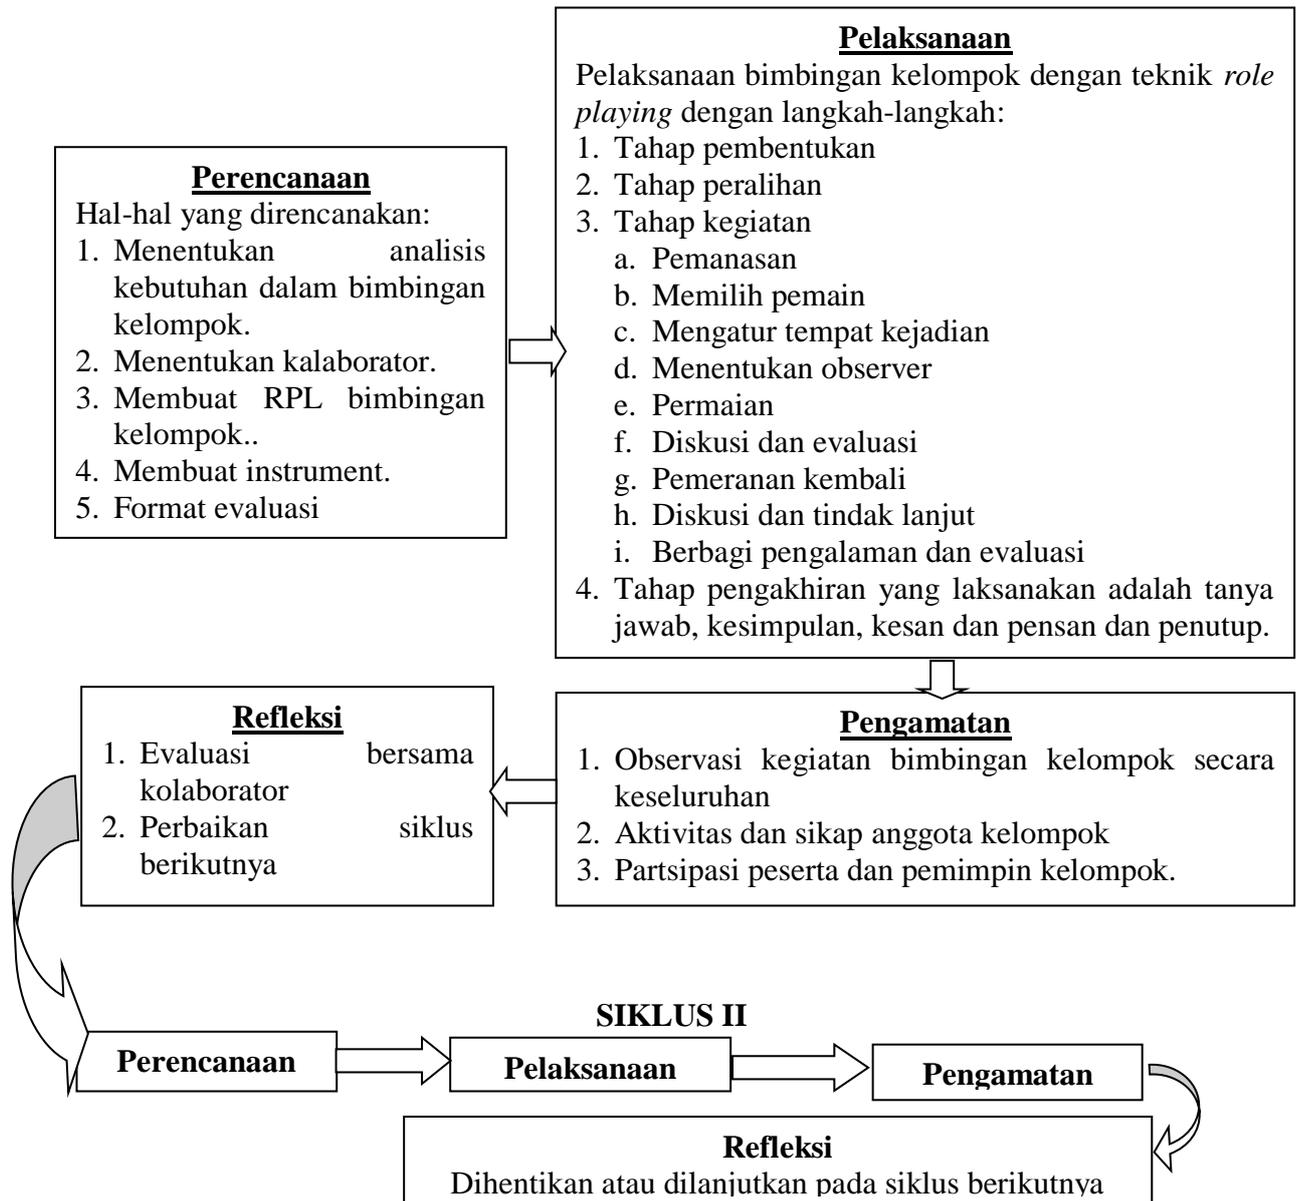 Perencanaan
Hal-hal yang direncanakan:
1. Menentukan analisis
kebutuhan dalam bimbingan
kelompok.
2. Menentukan kalaborator.
3. Membuat RPL bimbingan
kelompok..
4. Membuat instrument.
5. Format evaluasi
Pelaksanaan
Pelaksanaan bimbingan kelompok dengan teknik role
playing dengan langkah-langkah:
1. Tahap pembentukan
2. Tahap peralihan
3. Tahap kegiatan
a. Pemanasan
b. Memilih pemain
c. Mengatur tempat kejadian
d. Menentukan observer
e. Permaian
f. Diskusi dan evaluasi
g. Pemeranan kembali
h. Diskusi dan tindak lanjut
i. Berbagi pengalaman dan evaluasi
4. Tahap pengakhiran yang laksanakan adalah tanya
jawab, kesimpulan, kesan dan pensan dan penutup.
Pengamatan
1. Observasi kegiatan bimbingan kelompok secara
keseluruhan
2. Aktivitas dan sikap anggota kelompok
3. Partsipasi peserta dan pemimpin kelompok.
Refleksi
1. Evaluasi bersama
kolaborator
2. Perbaikan siklus
berikutnya
SIKLUS II
Perencanaan
Pelaksanaan
Pengamatan
Refleksi
Dihentikan atau dilanjutkan pada siklus berikutnya